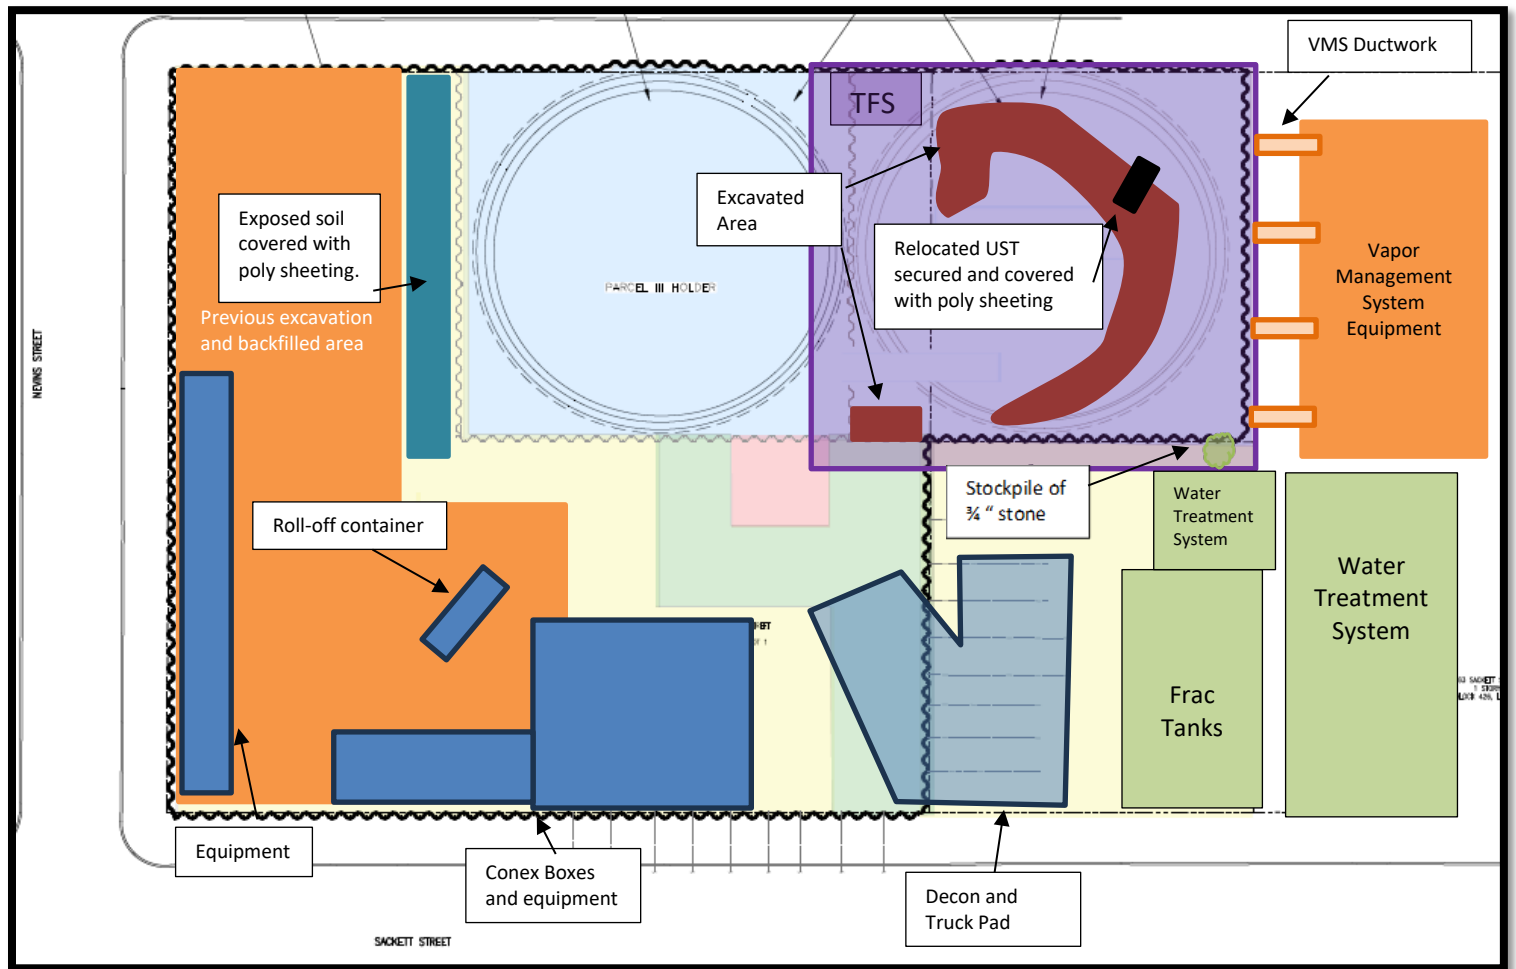 VMS Ductwork
TFS
Excavated
Area
Exposed soil
covered with
poly sheeting.
Relocated UST
secured and covered
with poly sheeting
Vapor
Management
System
Equipment
PARCEL III HOLDER
Previous excavation
and backfilled area
NEVINS STREET
Stockpile of
¾ “ stone
Water
Treatment
System
Roll-off container
Water
Treatment
System
Frac
Tanks
63 SACKETT
1
Equipment
Conex Boxes
and equipment
Decon and
Truck Pad
SACKETT STREET